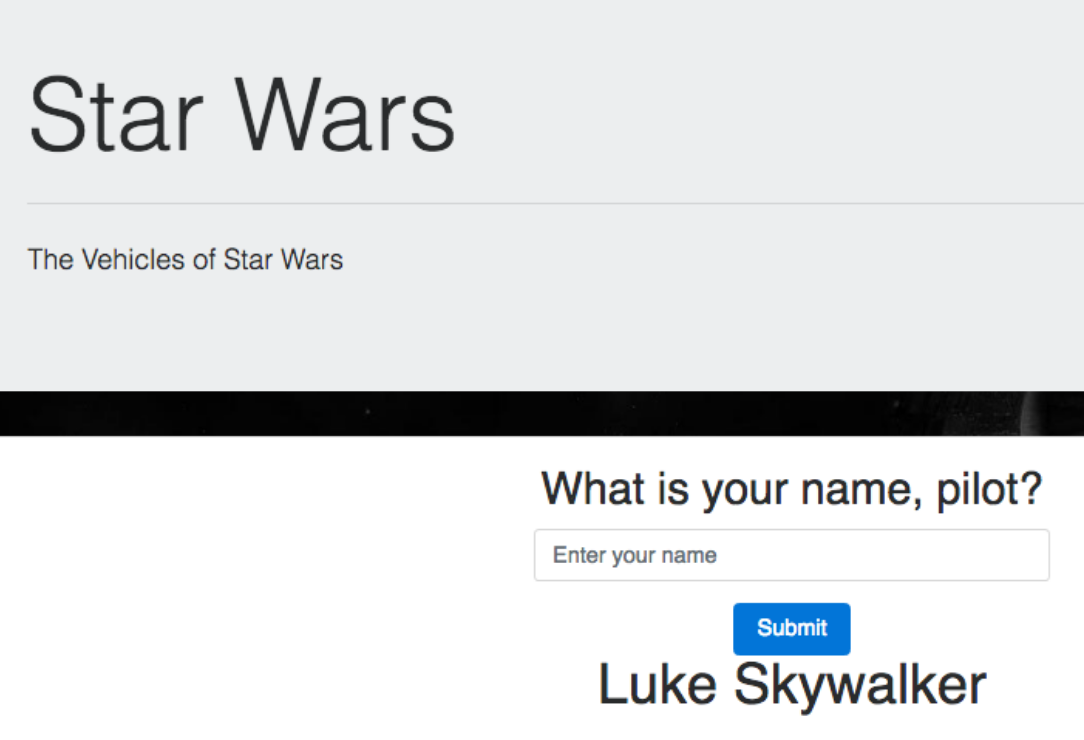 Star Wars
The Vehicles of Star Wars
What is your name, pilot?
Enter your name
Submit
Luke Skywalker